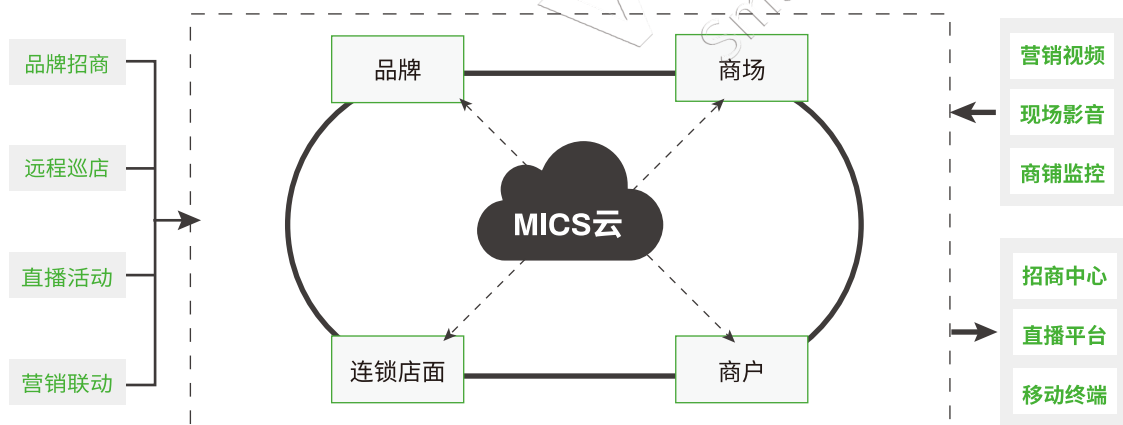 品牌招商
远程巡店
直播活动
营销联动
品牌
商场
MICS云
连锁店面
商户
营销视频
现场影音
商铺监控
招商中心
直播平台
移动终端